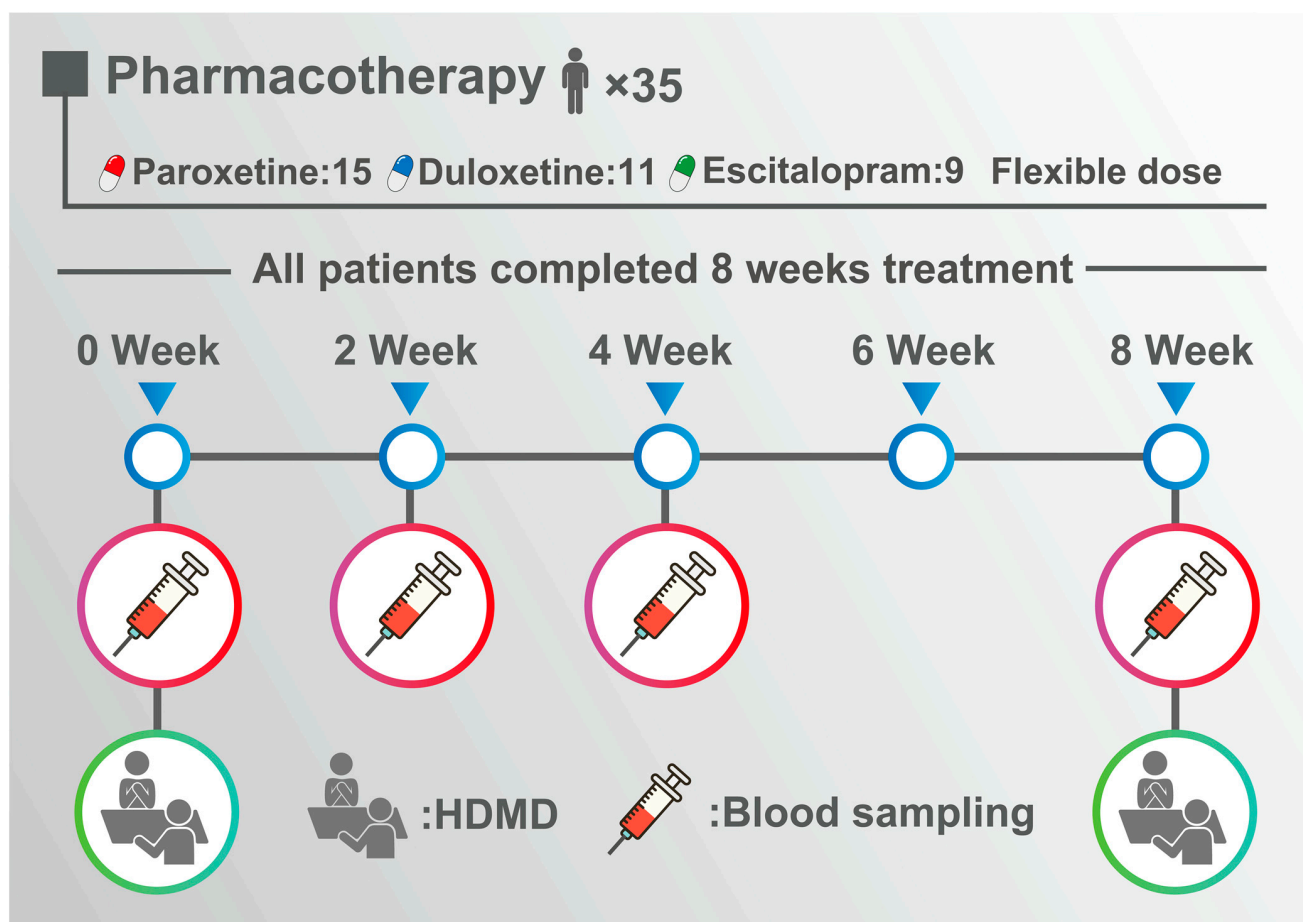 Pharmacotherapy ×35
Paroxetine:15 Duloxetine:11 Escitalopram:9 Flexible dose
All patients completed 8 weeks treatment
0 Week 2 Week 4 Week 6 Week 8 Week
:HDMD :Blood sampling